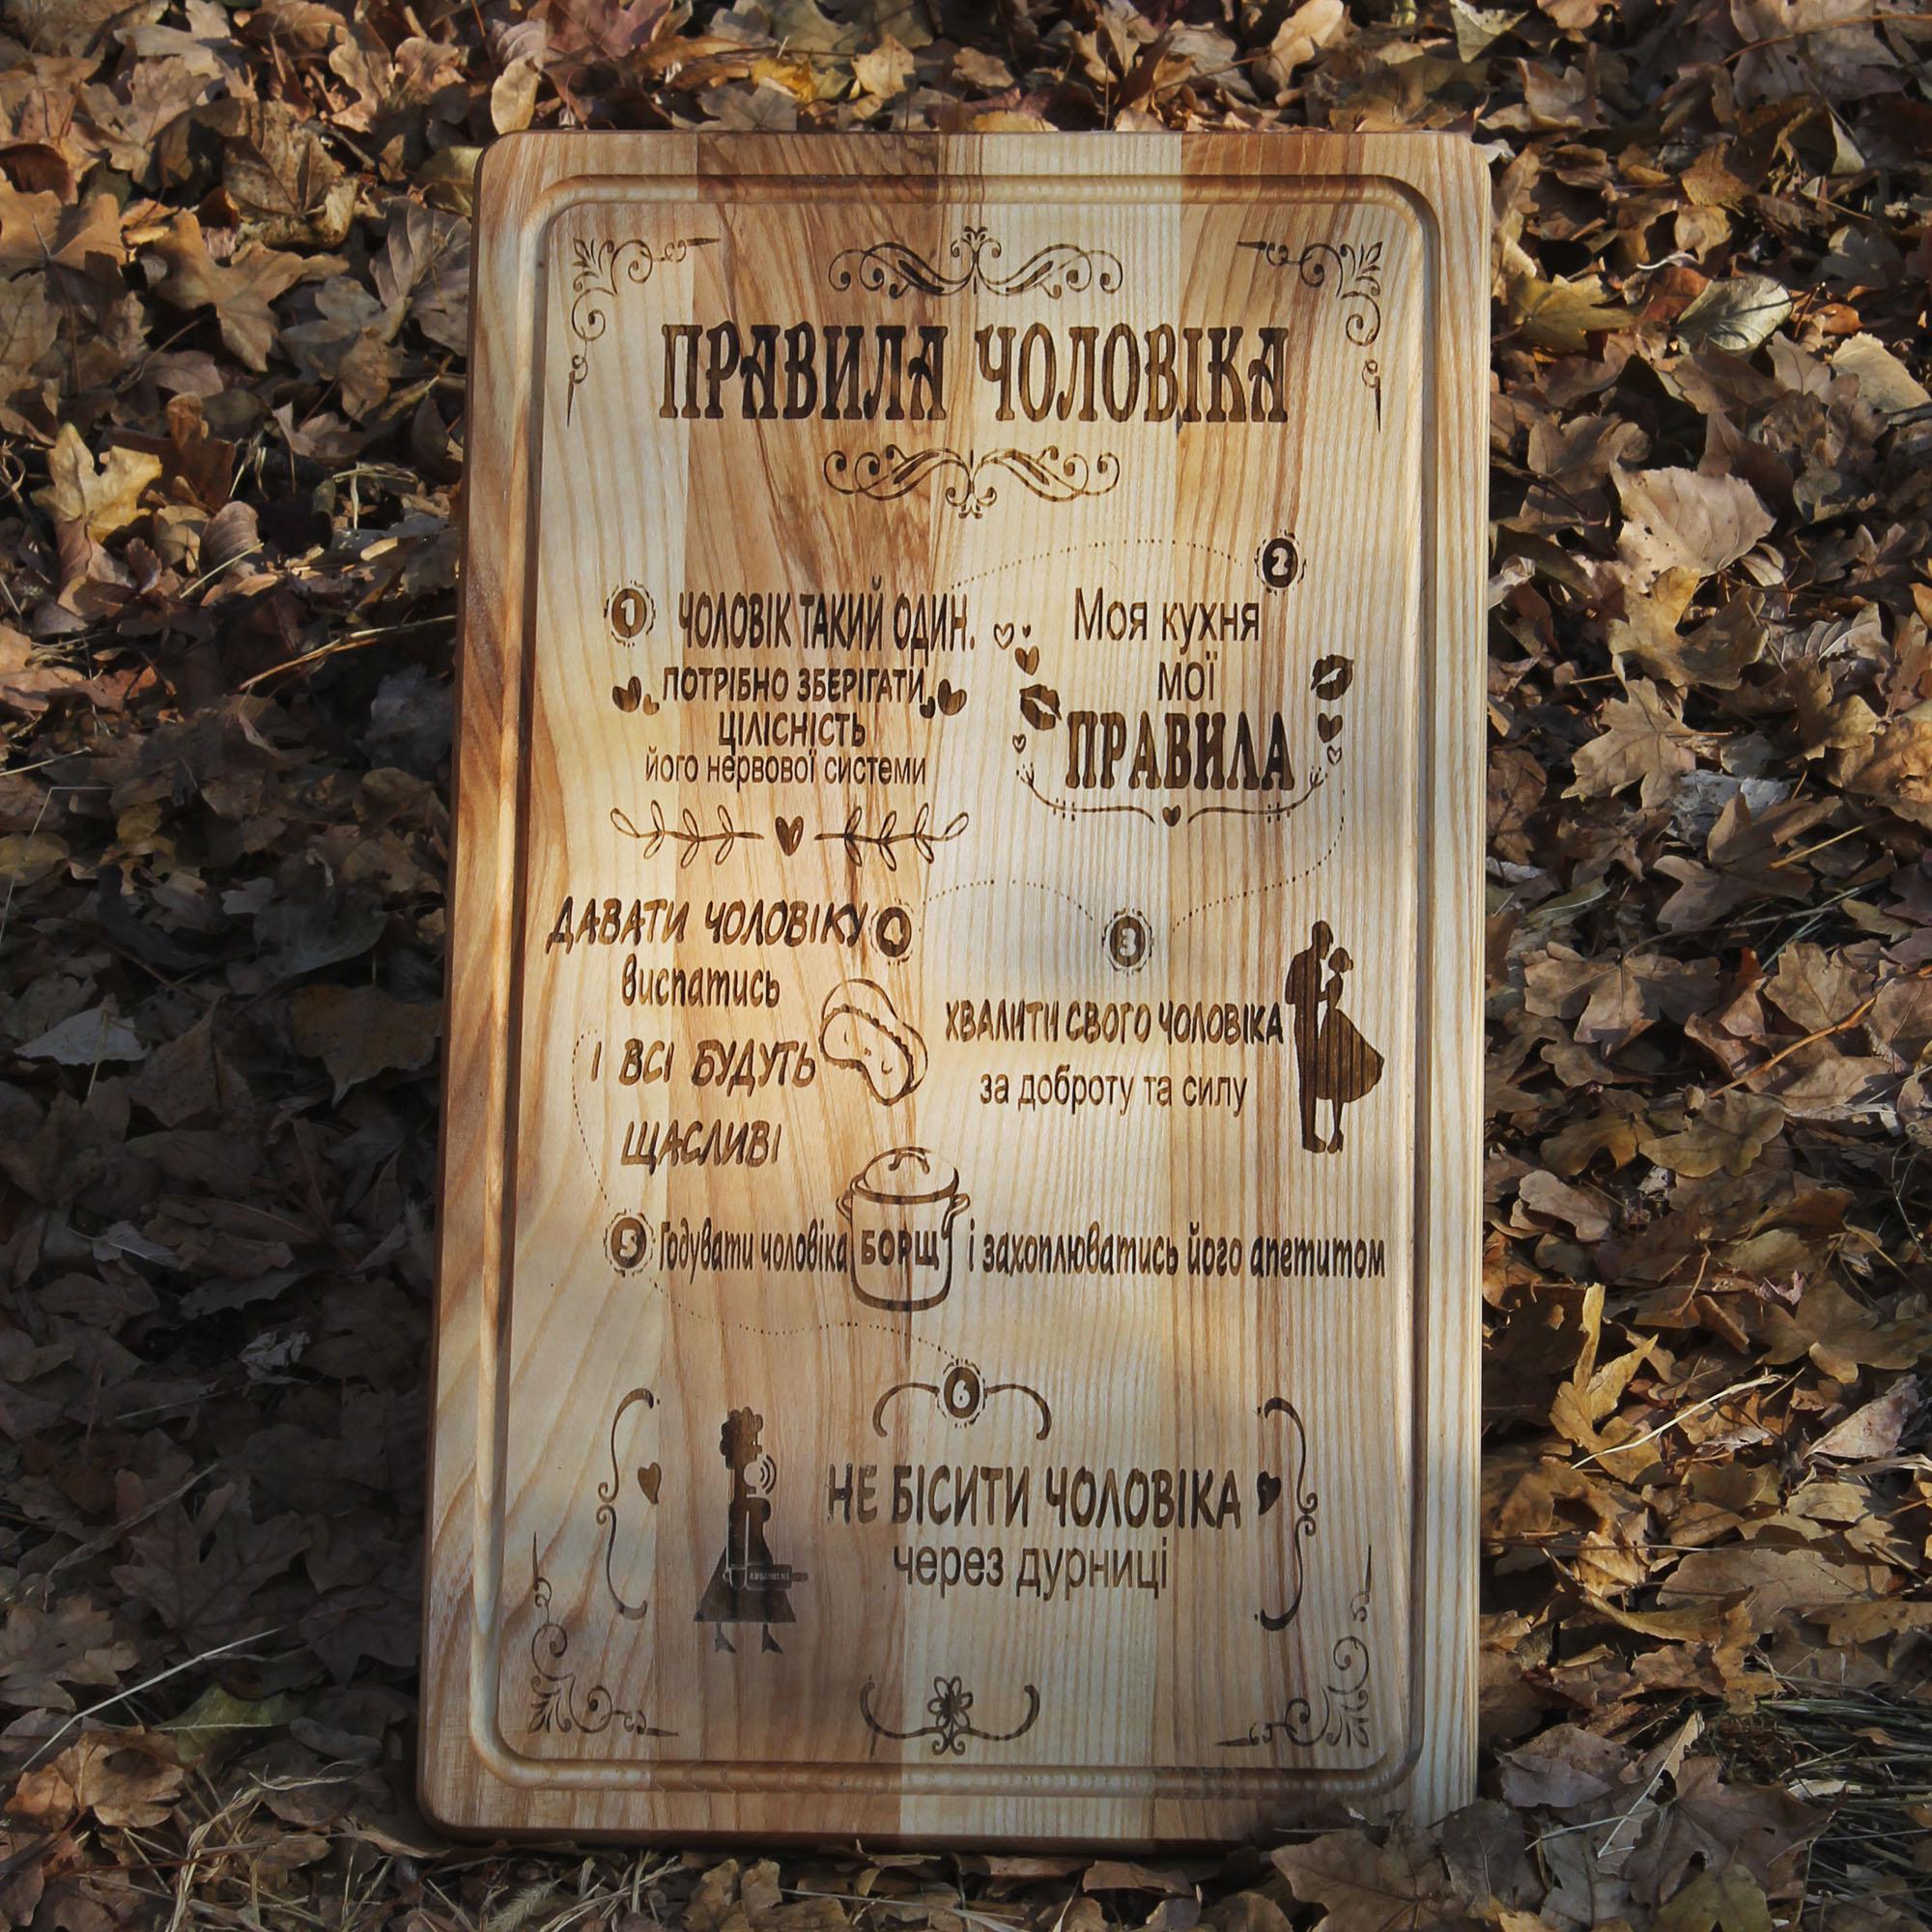 ПРАВИЛА ЧОЛОВІКА
1 ЧОЛОВІК ТАКИЙ ОДИН.
ПОТРІБНО ЗБЕРІГАТИ
ЦІЛІСНІСТЬ
його нервової системи
2
Моя кухня
МОЇ
ПРАВИЛА
3
ХВАЛИТИ СВОГО ЧОЛОВІКА
за доброту та силу
ДАВАТИ ЧОЛОВІКУ 4
виспатись
І ВСІ БУДУТЬ
ЩАСЛИВІ
5 Годувати чоловіка БОРЩ і захоплюватись його апетитом
6
НЕ БІСИТИ ЧОЛОВІКА
через дурниці